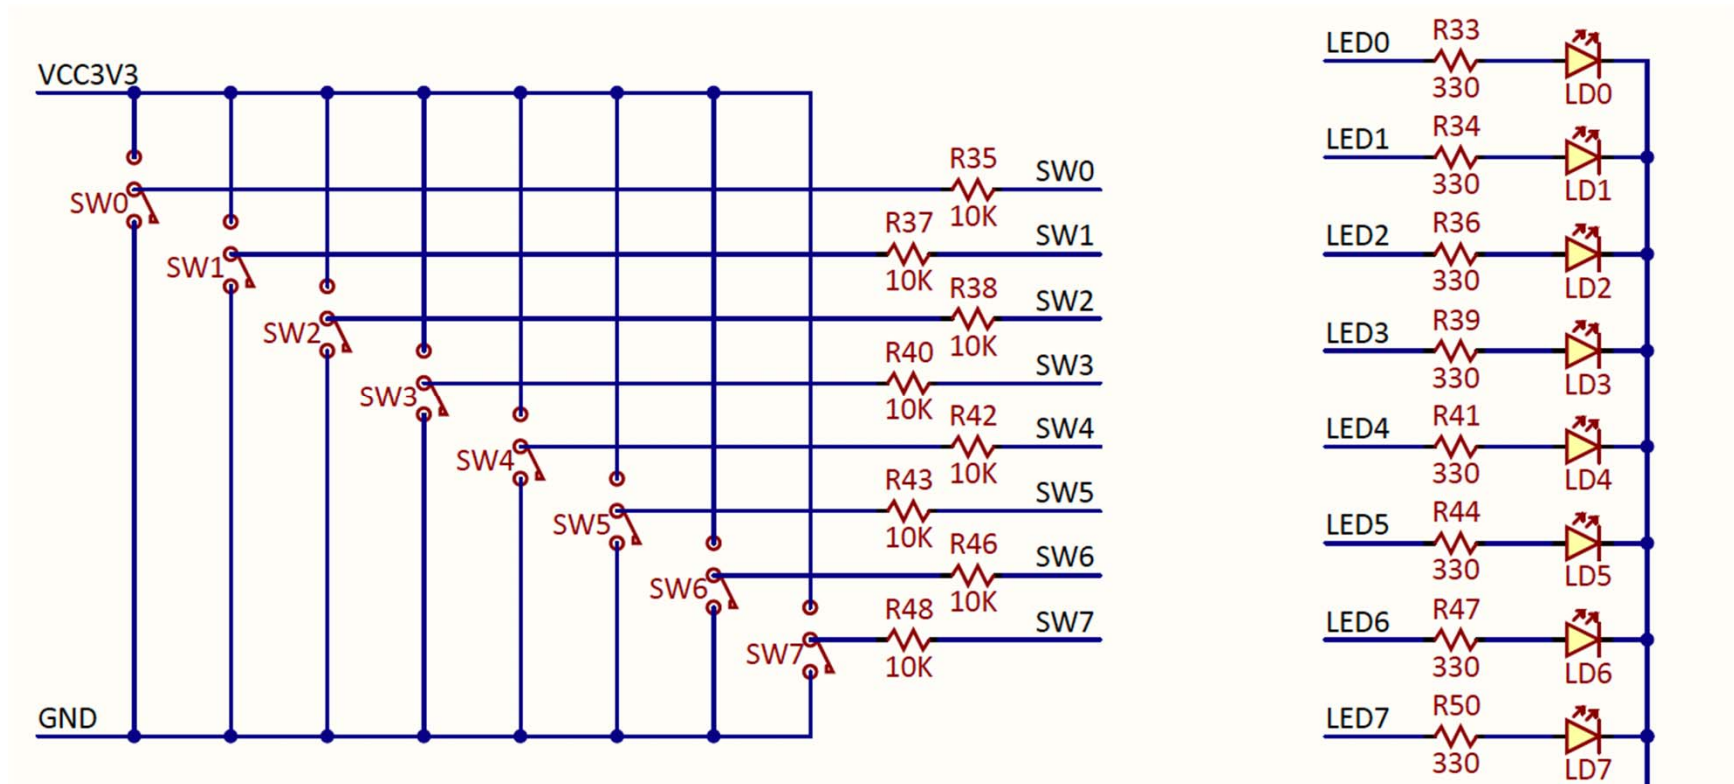 VCC3V3
SW0
SW1
SW2
SW3
SW4
SW5
SW6
SW7
GND
R35
10K
SW0
R37
10K
SW1
R38
10K
SW2
R40
10K
SW3
R42
10K
SW4
R43
10K
SW5
R46
10K
SW6
R48
10K
SW7
LED0
R33
330
LD0
LED1
R34
330
LD1
LED2
R36
330
LD2
LED3
R39
330
LD3
LED4
R41
330
LD4
LED5
R44
330
LD5
LED6
R47
330
LD6
LED7
R50
330
LD7